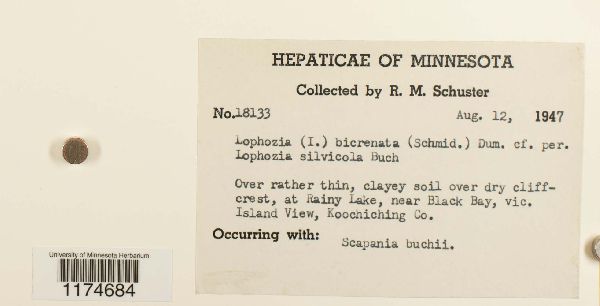 HEPATICAE OF MINNESOTA
Collected by R. M. Schuster
No. 18133 Aug. 12, 1947
Lophozia (I.) bicrenata (Schmid.) Dum. cf. per.
Lophozia silvicola Buch
Over rather thin, clayey soil over dry cliff-
crest, at Rainy Lake, near Black Bay, vic.
Island View, Koochiching Co.
Occurring with: Scapania buchii.
University of Minnesota Herbarium
1174684